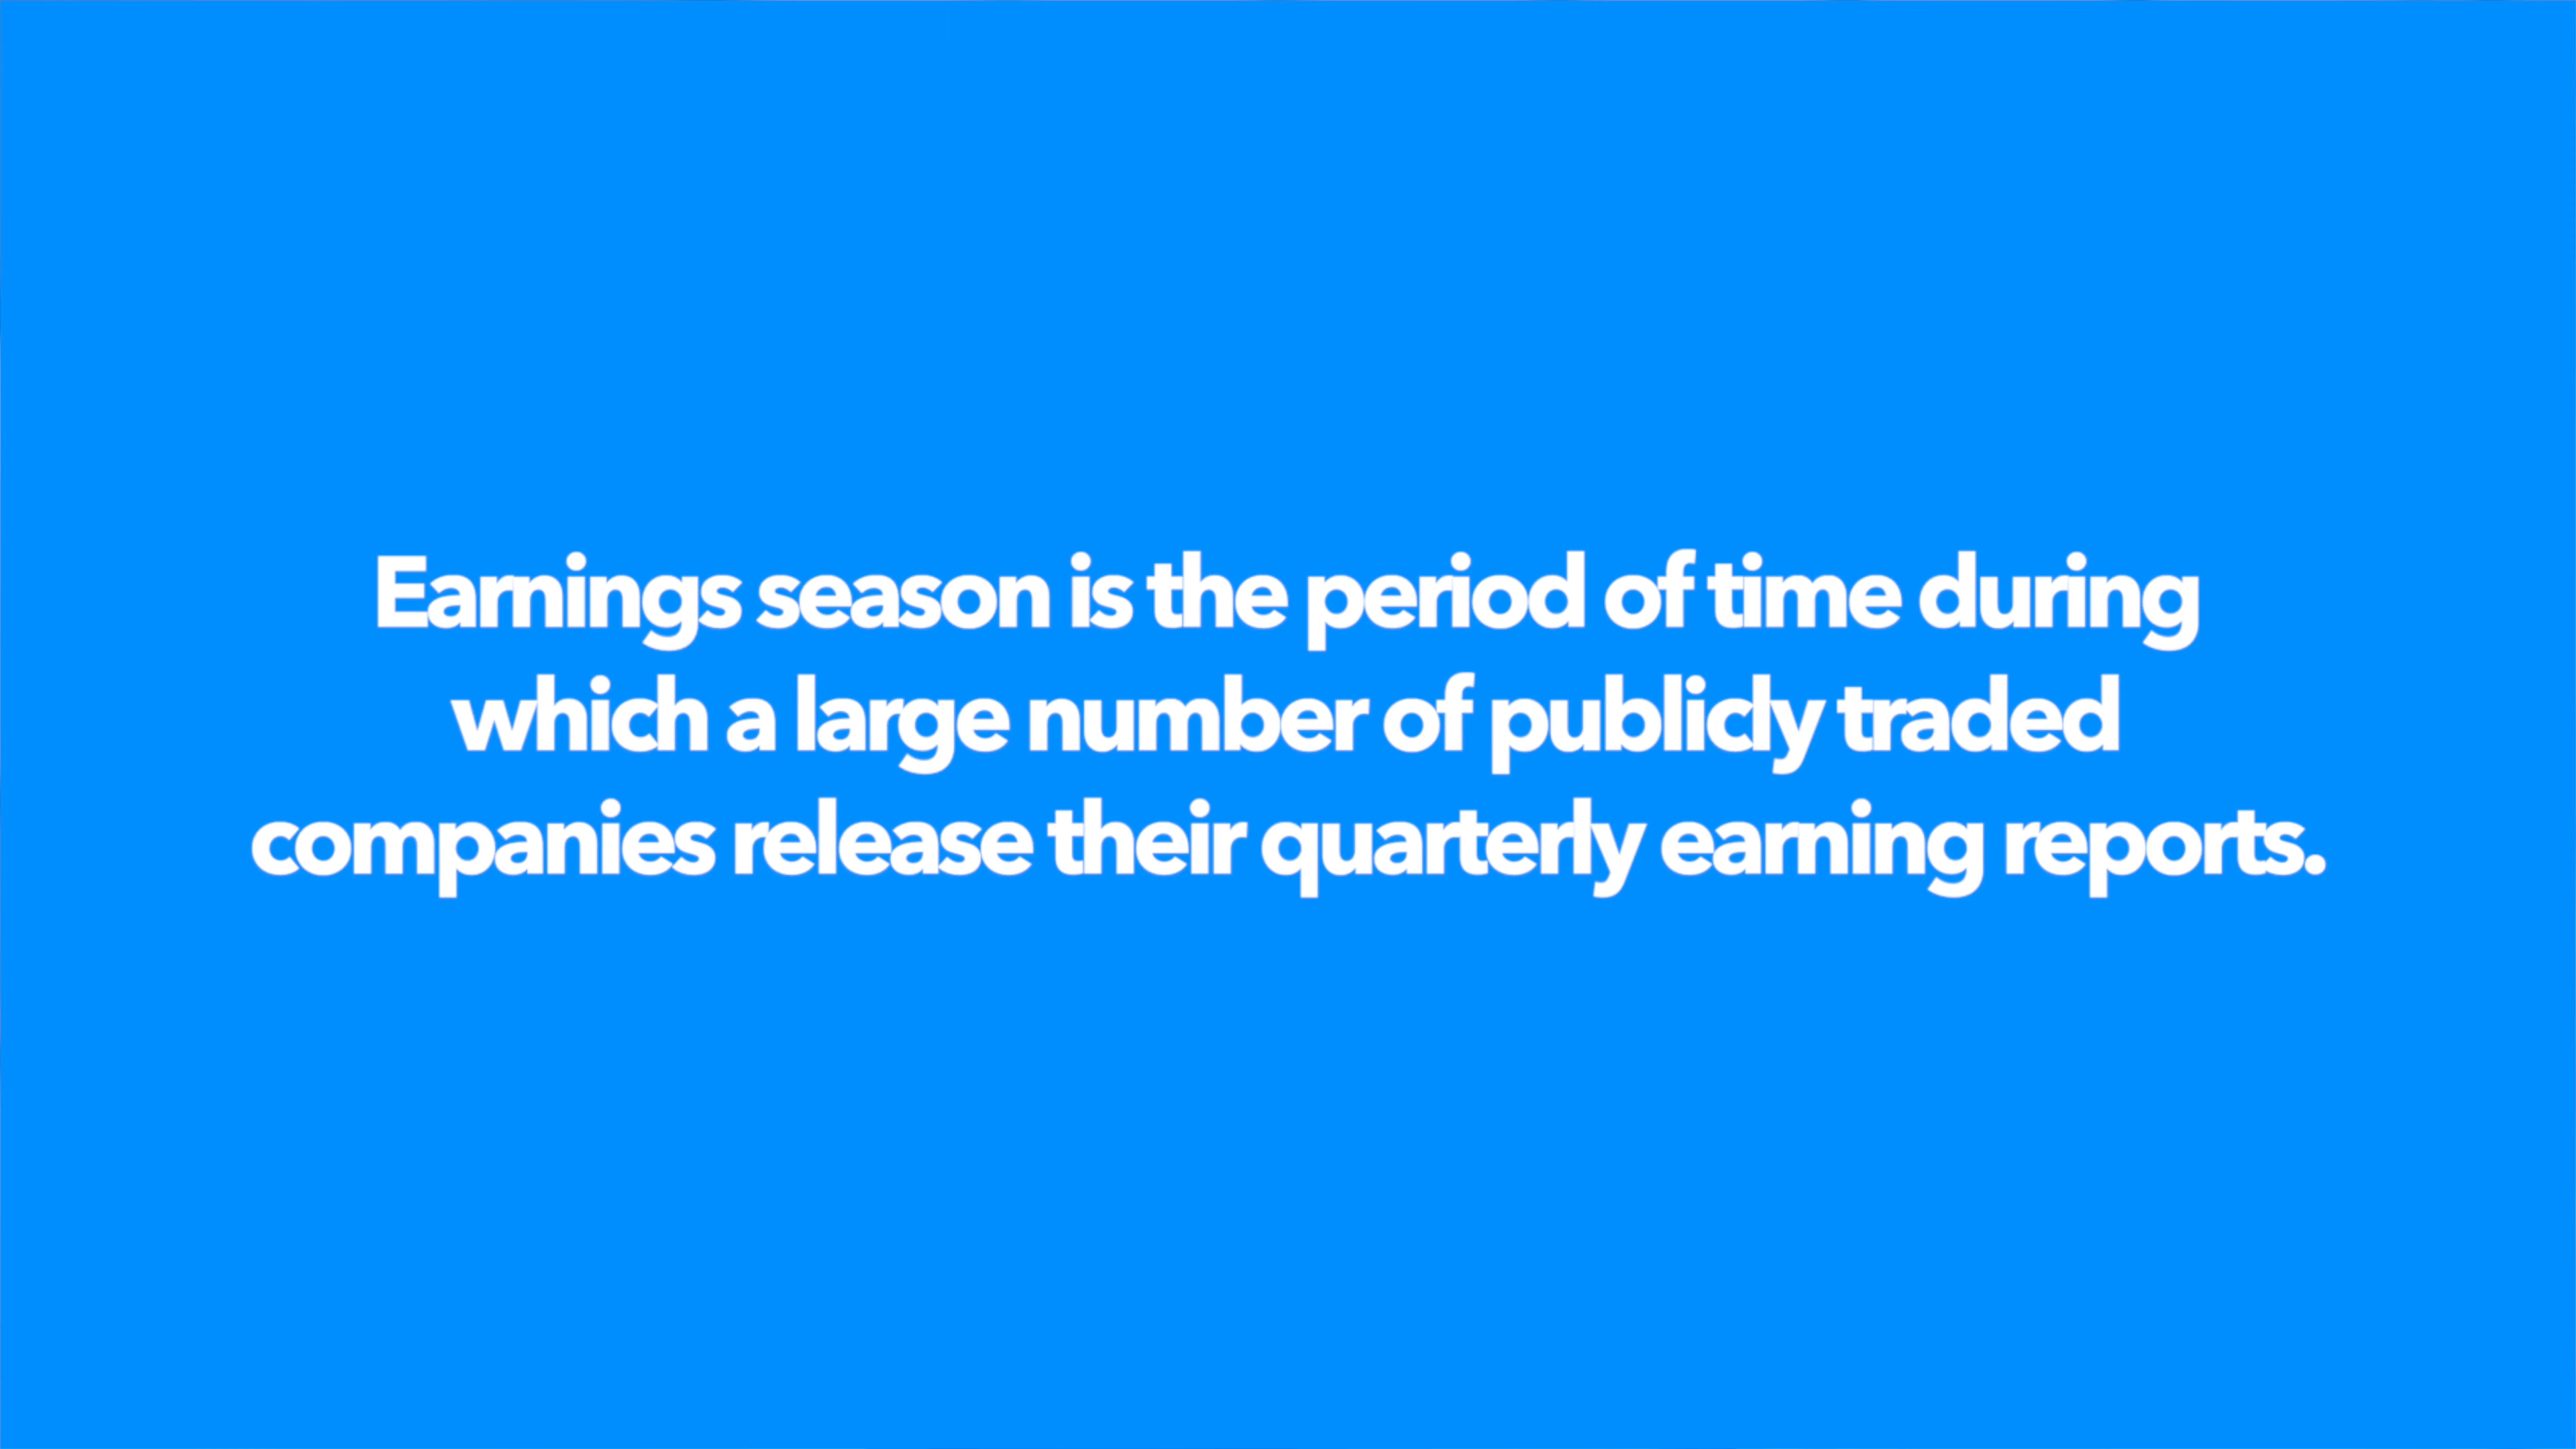 Earnings season is the period of time during
which a large number of publicly traded
companies release their quarterly earning reports.